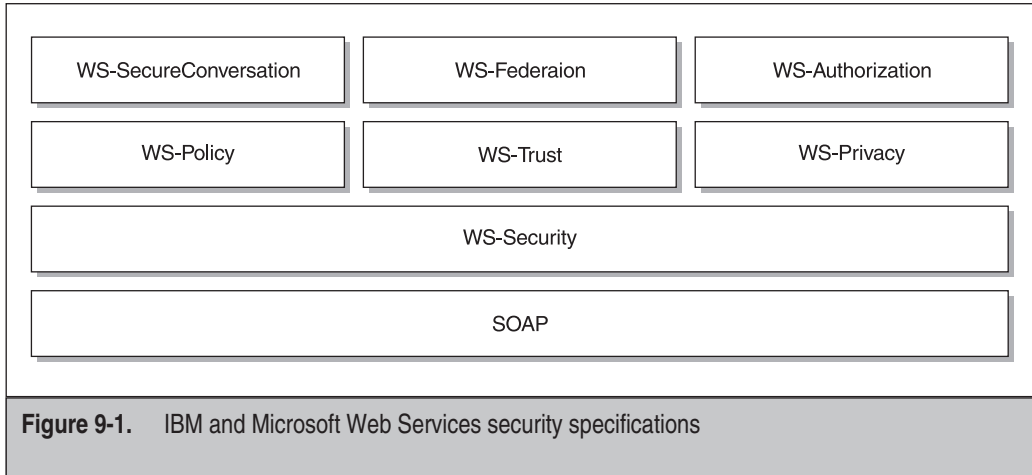 WS-SecureConversation
WS-Federaion
WS-Authorization
WS-Policy
WS-Trust
WS-Privacy
WS-Security
SOAP
Figure 9-1. IBM and Microsoft Web Services security specifications